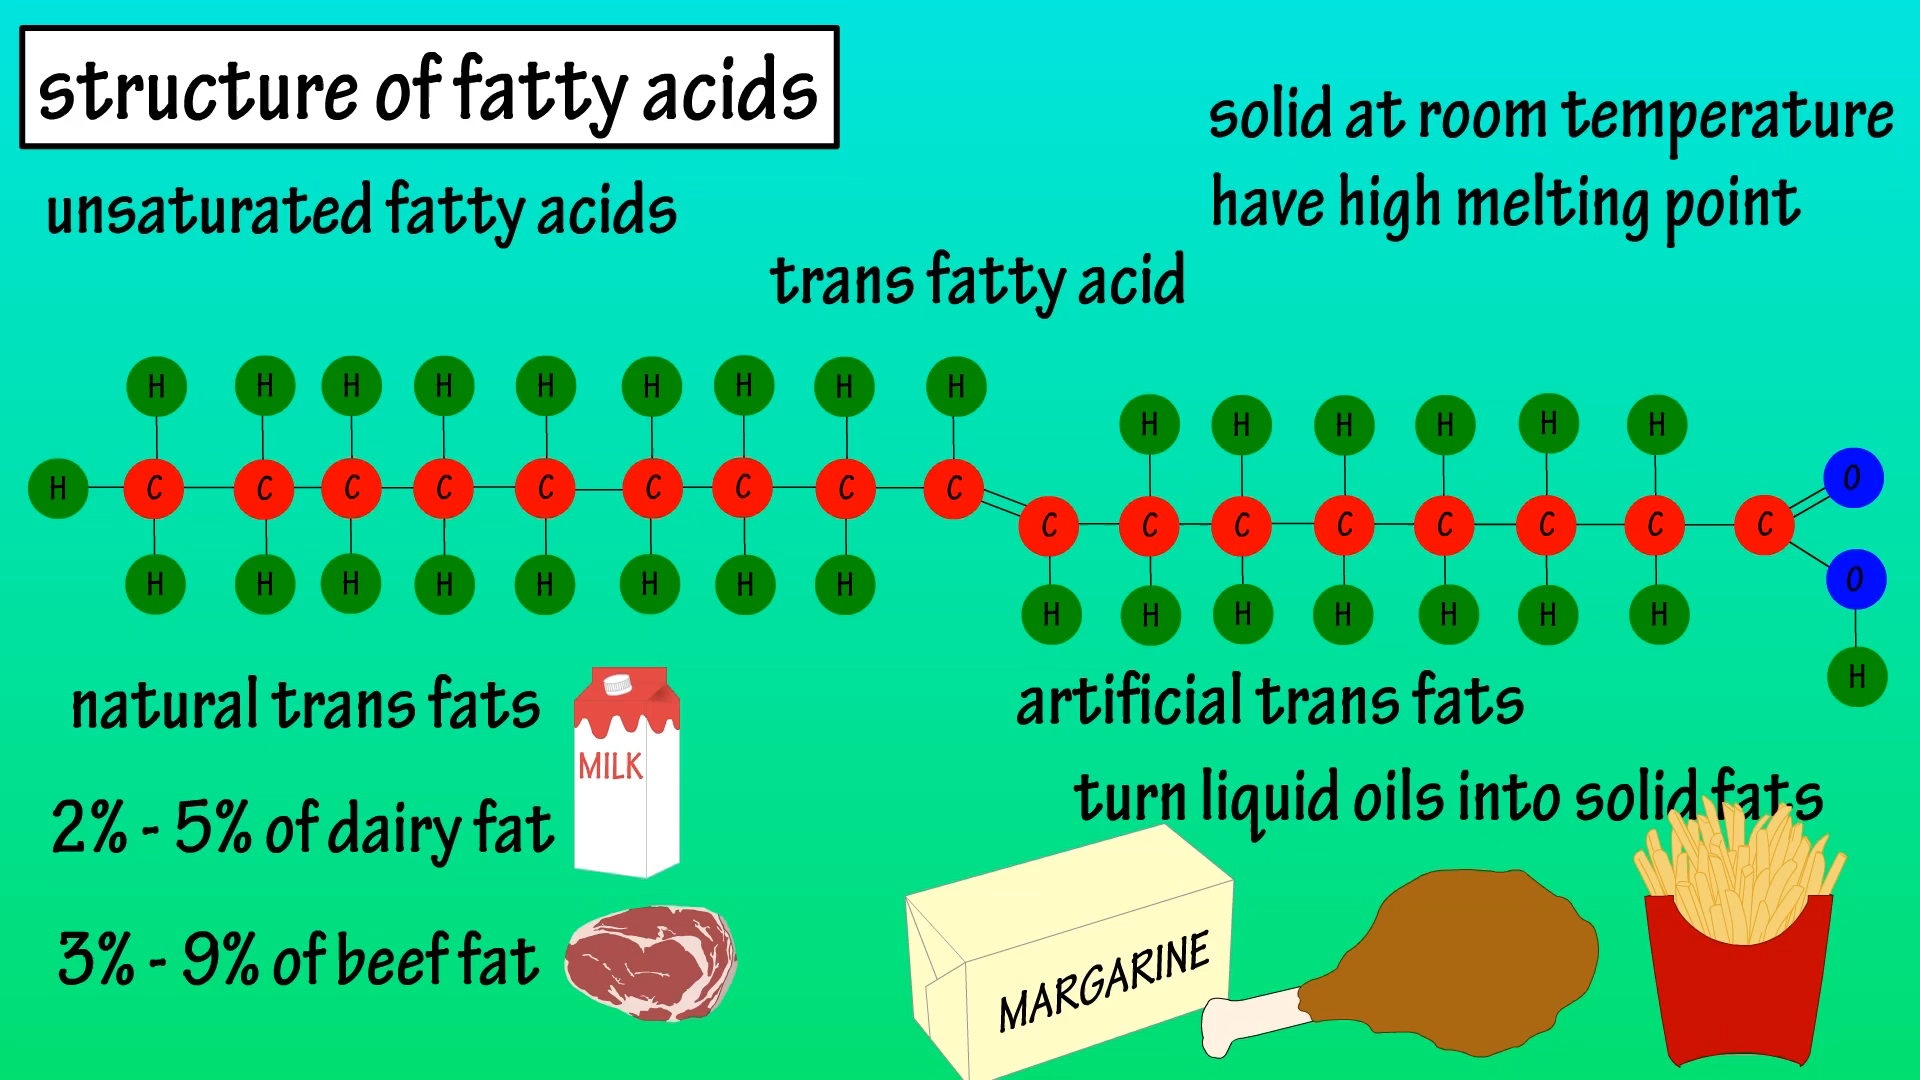 structure of fatty acids
solid at room temperature
have high melting point
unsaturated fatty acids
trans fatty acid
H H H H H H H H H
H H H H H H
H C C C C C C C C C
C C C C C C C C O
O
H H H H H H H H
H H H H H H H
H
natural trans fats
MILK
2% - 5% of dairy fat
3% - 9% of beef fat
artificial trans fats
turn liquid oils into solid fats
MARGARINE